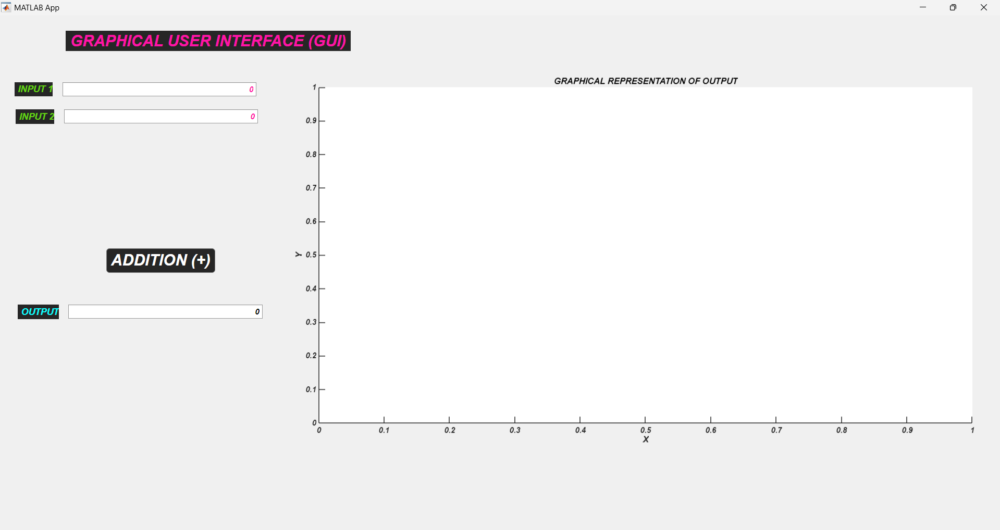 MATLAB App
GRAPHICAL USER INTERFACE (GUI)
INPUT 1
0
INPUT 2
0
ADDITION (+)
OUTPUT
0
GRAPHICAL REPRESENTATION OF OUTPUT
1
0.9
0.8
0.7
0.6
Y
0.5
0.4
0.3
0.2
0.1
0
0 0.1 0.2 0.3 0.4 0.5 0.6 0.7 0.8 0.9 1
X